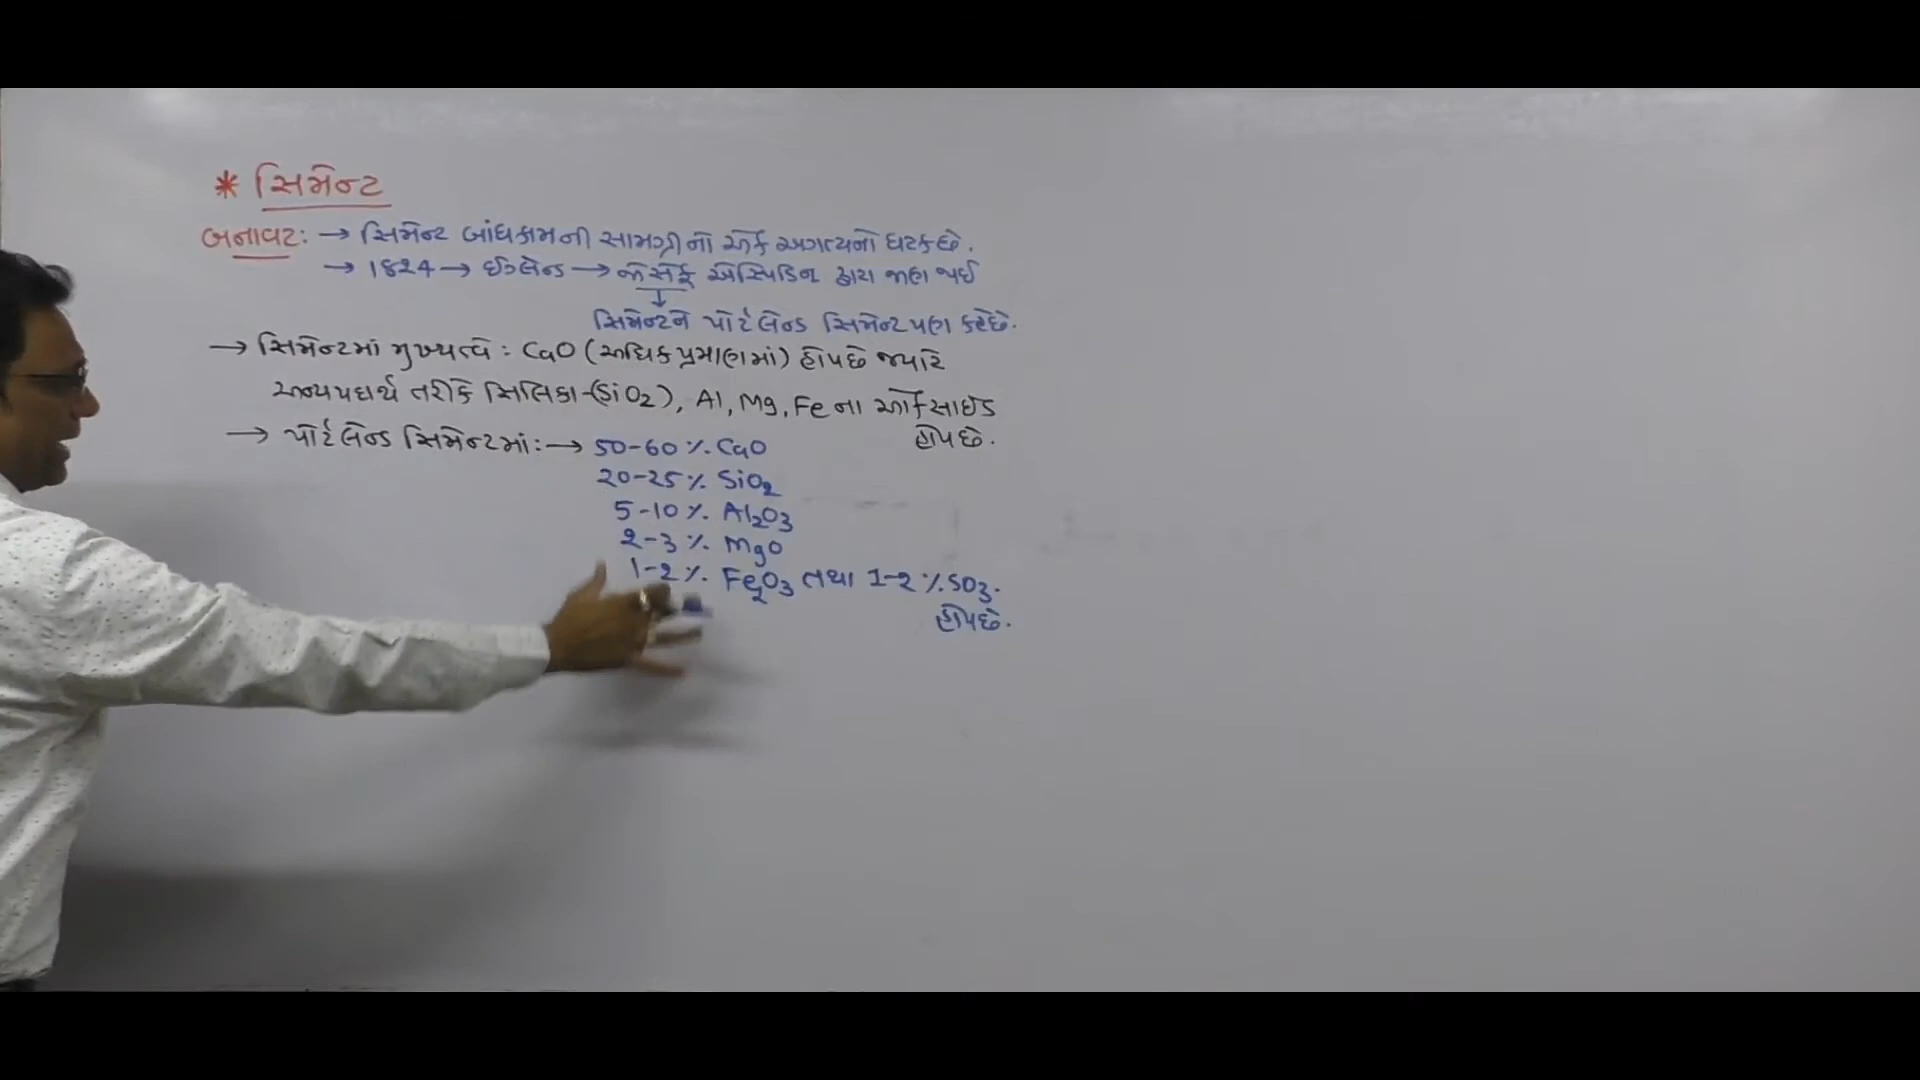 * સિમેન્ટ
બનાવટ: → સિમેન્ટ બાંધકામની સામગ્રીનો એક અગત્યનો ઘટક છે.
→ 1824 → ઈંગ્લેન્ડ → જોસેફ એસ્પિડિન દ્વારા જાણ થઈ
↓
સિમેન્ટને પોર્ટલેન્ડ સિમેન્ટ પણ કહે છે.
→ સિમેન્ટમાં મુખ્યત્વે : CaO (અધિક પ્રમાણમાં) હોય છે જ્યારે
અન્ય પદાર્થ તરીકે સિલિકા-(SiO2), Al, Mg, Fe ના ઓક્સાઇડ
હોય છે.
→ પોર્ટલેન્ડ સિમેન્ટમાં: → 50-60 % CaO
20-25 % SiO2
5-10 % Al2O3
2-3 % MgO
1-2 % Fe2O3 તથા 1-2 % SO3.
હોય છે.